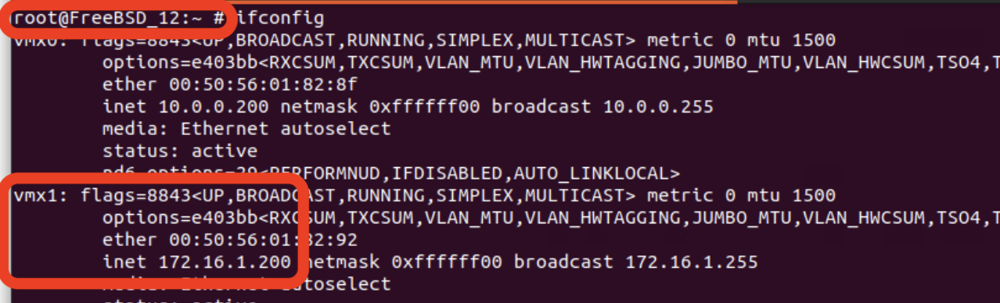 root@FreeBSD_12:~ # ifconfig
vmx0: flags=8843<UP,BROADCAST,RUNNING,SIMPLEX,MULTICAST> metric 0 mtu 1500
options=e403bb<RXCSUM,TXCSUM,VLAN_MTU,VLAN_HWTAGGING,JUMBO_MTU,VLAN_HWCSUM,TSO4,T
ether 00:50:56:01:82:8f
inet 10.0.0.200 netmask 0xffffff00 broadcast 10.0.0.255
media: Ethernet autoselect
status: active
nd6 options=29<PERFORMNUD,IFDISABLED,AUTO_LINKLOCAL>
vmx1: flags=8843<UP,BROADCAST,RUNNING,SIMPLEX,MULTICAST> metric 0 mtu 1500
options=e403bb<RXCSUM,TXCSUM,VLAN_MTU,VLAN_HWTAGGING,JUMBO_MTU,VLAN_HWCSUM,TSO4,T
ether 00:50:56:01:82:92
inet 172.16.1.200 netmask 0xffffff00 broadcast 172.16.1.255
media: Ethernet autoselect
status: active